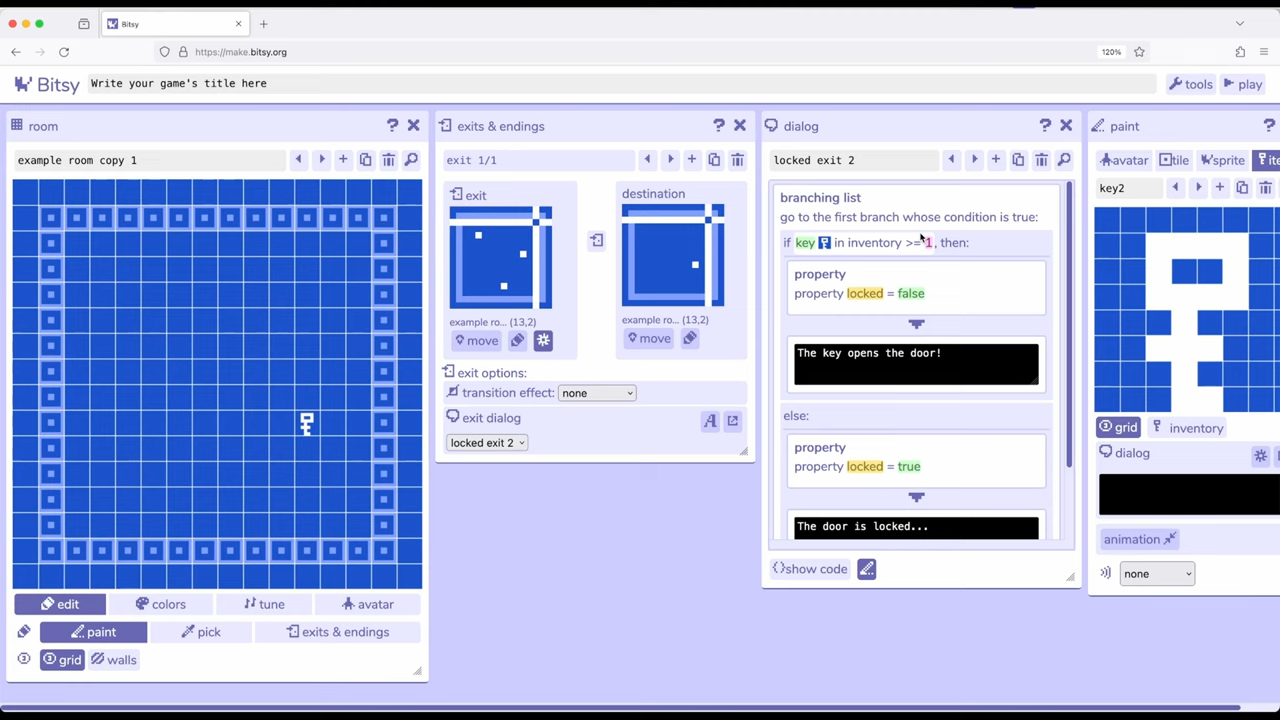 Bitsy
https://make.bitsy.org
120%
Bitsy
Write your game's title here
tools
play
room
example room copy 1
edit
colors
tune
avatar
paint
pick
exits & endings
grid
walls
exits & endings
exit 1/1
exit
destination
example ro... (13,2)
example ro... (13,2)
move
move
exit options:
transition effect: none
exit dialog
locked exit 2
dialog
locked exit 2
branching list
go to the first branch whose condition is true:
if key in inventory >= 1, then:
property
property locked = false
The key opens the door!
else:
property
property locked = true
The door is locked...
show code
paint
avatar
tile
sprite
key2
grid
inventory
dialog
animation
none